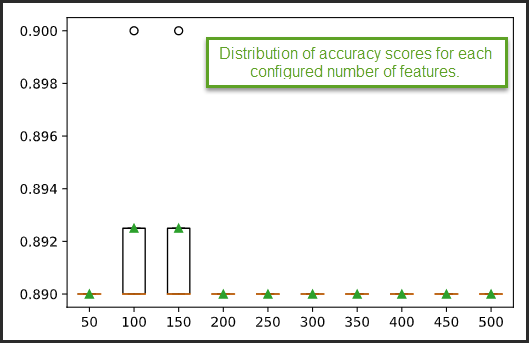 0.900
Distribution of accuracy scores for each
configured number of features.
0.898
0.896
0.894
0.892
0.890
50 100 150 200 250 300 350 400 450 500